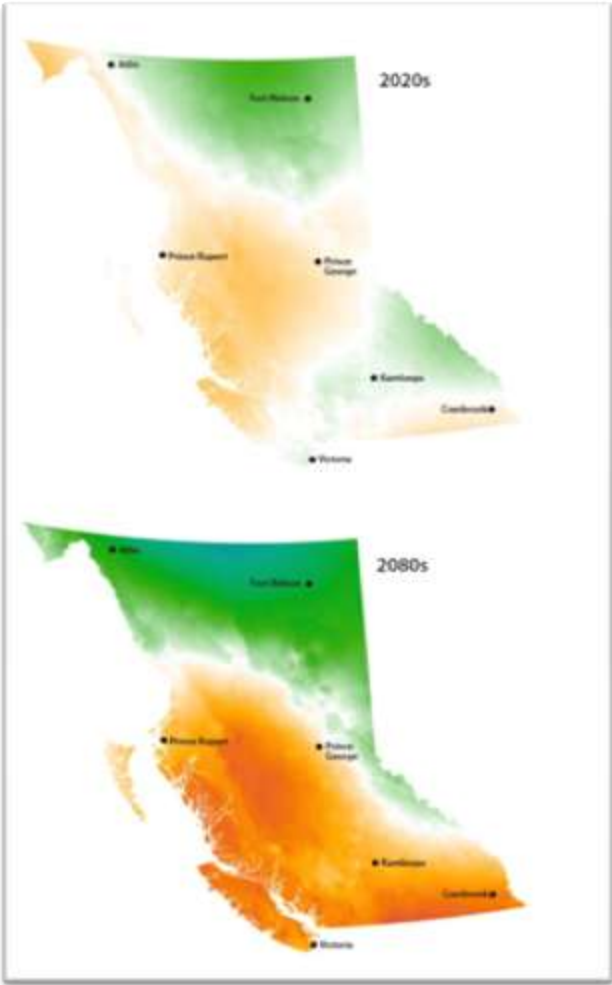 Atlin
Fort Nelson
2020s
Prince Rupert
Prince
George
Kamloops
Cranbrook
Victoria
Atlin
Fort Nelson
2080s
Prince Rupert
Prince
George
Kamloops
Cranbrook
Victoria